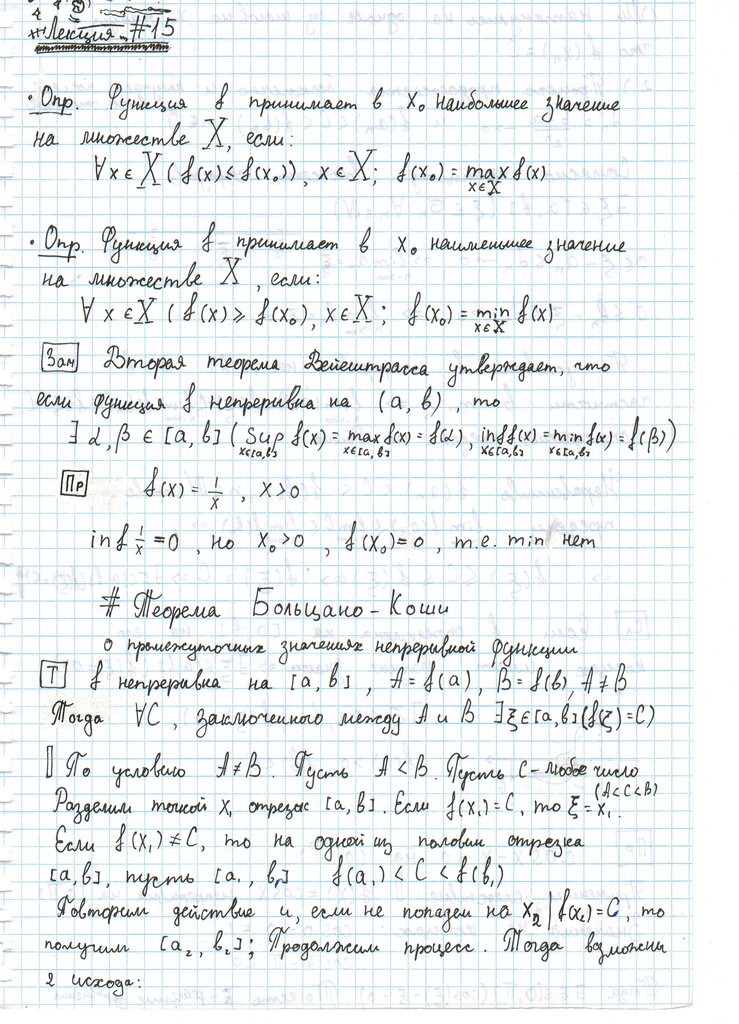 Лекция #15
• Опр. Функция f принимает в x₀ наибольшее значение
на множестве X, если:
∀x ∈ X (f(x) ≤ f(x₀)), x ∈ X; f(x₀) = max f(x)
x∈X
• Опр. Функция f принимает в x₀ наименьшее значение
на множестве X, если:
∀ x ∈ X (f(x) ≥ f(x₀), x ∈ X; f(x₀) = min f(x)
x∈X
Зам Вторая теорема Вейештрасса утверждает, что
если функция f непрерывна на (a, b), то
∃ α, β ∈ [a, b] (Sup f(x) = max f(x) = f(α), inf f(x) = min f(x) = f(β))
x∈[a,b] x∈[a,b] x∈[a,b] x∈[a,b]
Пр f(x) = 1/x, x>0
inf 1/x = 0, но x₀>0, f(x₀)=0, т.е. min нет
# Теорема Больцано - Коши
о промежуточных значениях непрерывной функции
Т f непрерывна на [a, b], A = f(a), B = f(b), A ≠ B
Тогда ∀C, заключенного между A и B ∃ξ∈[a,b](f(ξ)=C)
По условию A≠B. Пусть A < B. Пусть C - любое число
(A<C<B)
Разделим точкой x₁ отрезок [a, b]. Если f(x₁) = C, то ξ = x₁.
Если f(x₁) ≠ C, то на одной из половин отрезка
[a,b], пусть [a₁, b₁] f(a₁) < C < f(b₁)
Повторим действие и, если не попадем на x₂ | f(x₂) = C, то
получим [a₂, b₂]; Продолжим процесс. Тогда возможны
2 исхода: